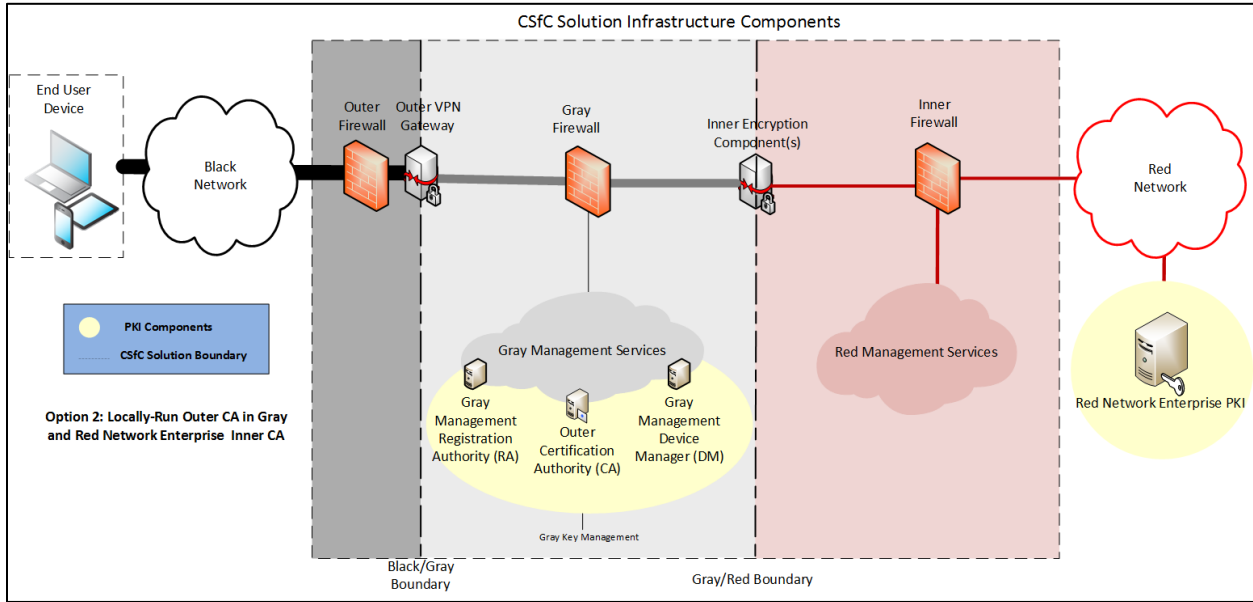 CSfC Solution Infrastructure Components
End User
Device
Black
Network
Outer
Firewall
Outer VPN
Gateway
Gray
Firewall
Inner Encryption
Component(s)
Inner
Firewall
Red
Network
PKI Components
CSfC Solution Boundary
Option 2: Locally-Run Outer CA in Gray
and Red Network Enterprise Inner CA
Gray Management Services
Gray
Management
Registration
Authority (RA)
Outer
Certification
Authority (CA)
Gray
Management
Device
Manager (DM)
Gray Key Management
Red Management Services
Red Network Enterprise PKI
Black/Gray
Boundary
Gray/Red Boundary